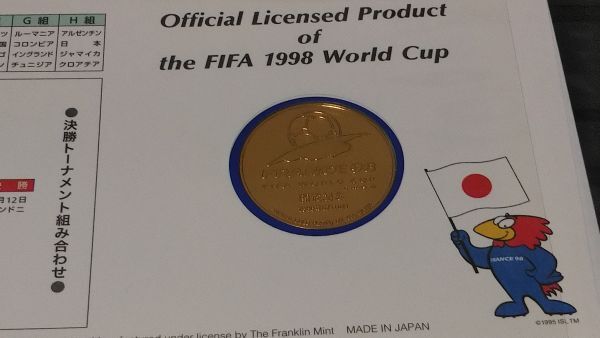 G 組 H 組
ルーマニア アルゼンチン
コロンビア 日 本
イングランド ジャマイカ
チュニジア クロアチア
●決勝トーナメント組み合わせ●
月12日
Official Licensed Product
of
the FIFA 1998 World Cup
FRANCE 98
©1995 ISL TM
under license by The Franklin Mint MADE IN JAPAN